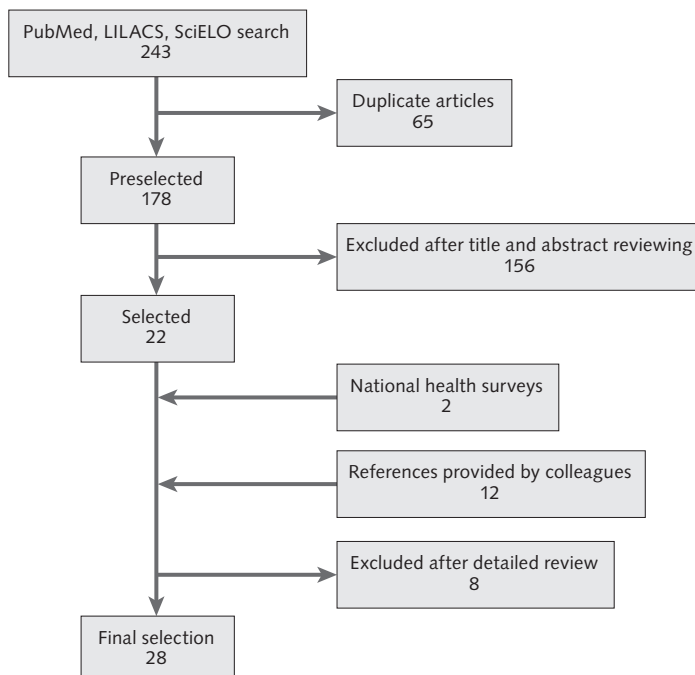 PubMed, LILACS, SciELO search
243
Duplicate articles
65
Preselected
178
Excluded after title and abstract reviewing
156
Selected
22
National health surveys
2
References provided by colleagues
12
Excluded after detailed review
8
Final selection
28